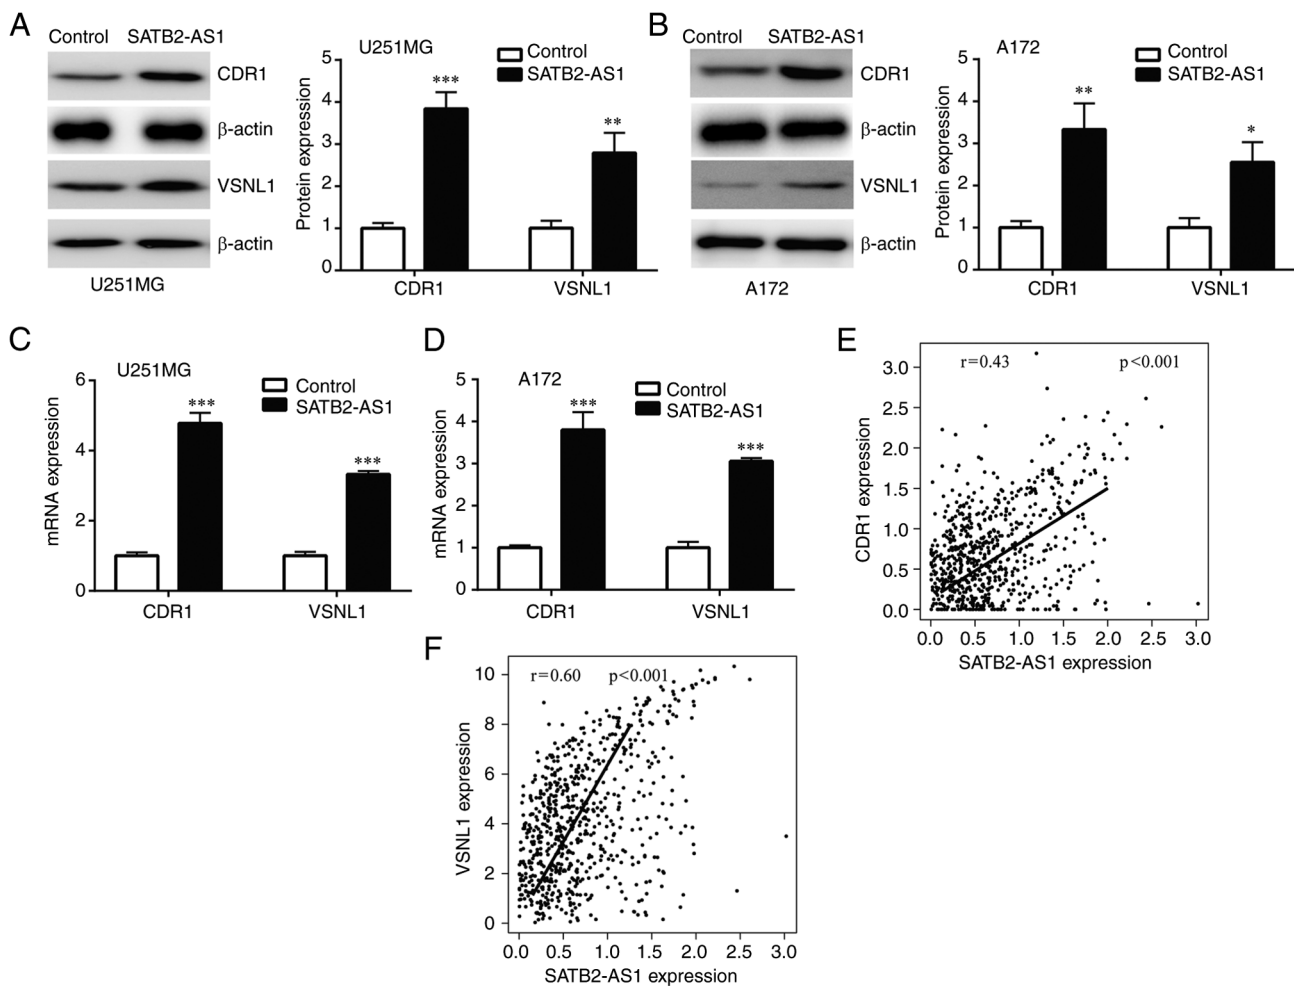 A
Control SATB2-AS1
CDR1
β-actin
VSNL1
β-actin
U251MG
U251MG
Control
SATB2-AS1
Protein expression
5
4
3
2
1
0
***
**
CDR1 VSNL1
B
Control SATB2-AS1
CDR1
β-actin
VSNL1
β-actin
A172
A172
Control
SATB2-AS1
Protein expression
5
4
3
2
1
0
**
*
CDR1 VSNL1
C
U251MG
Control
SATB2-AS1
mRNA expression
6
4
2
0
***
***
CDR1 VSNL1
D
A172
Control
SATB2-AS1
mRNA expression
5
4
3
2
1
0
***
***
CDR1 VSNL1
E
r=0.43 p<0.001
CDR1 expression
3.0
2.5
2.0
1.5
1.0
0.5
0.0
0.0 0.5 1.0 1.5 2.0 2.5 3.0
SATB2-AS1 expression
F
r=0.60 p<0.001
VSNL1 expression
10
8
6
4
2
0
0.0 0.5 1.0 1.5 2.0 2.5 3.0
SATB2-AS1 expression